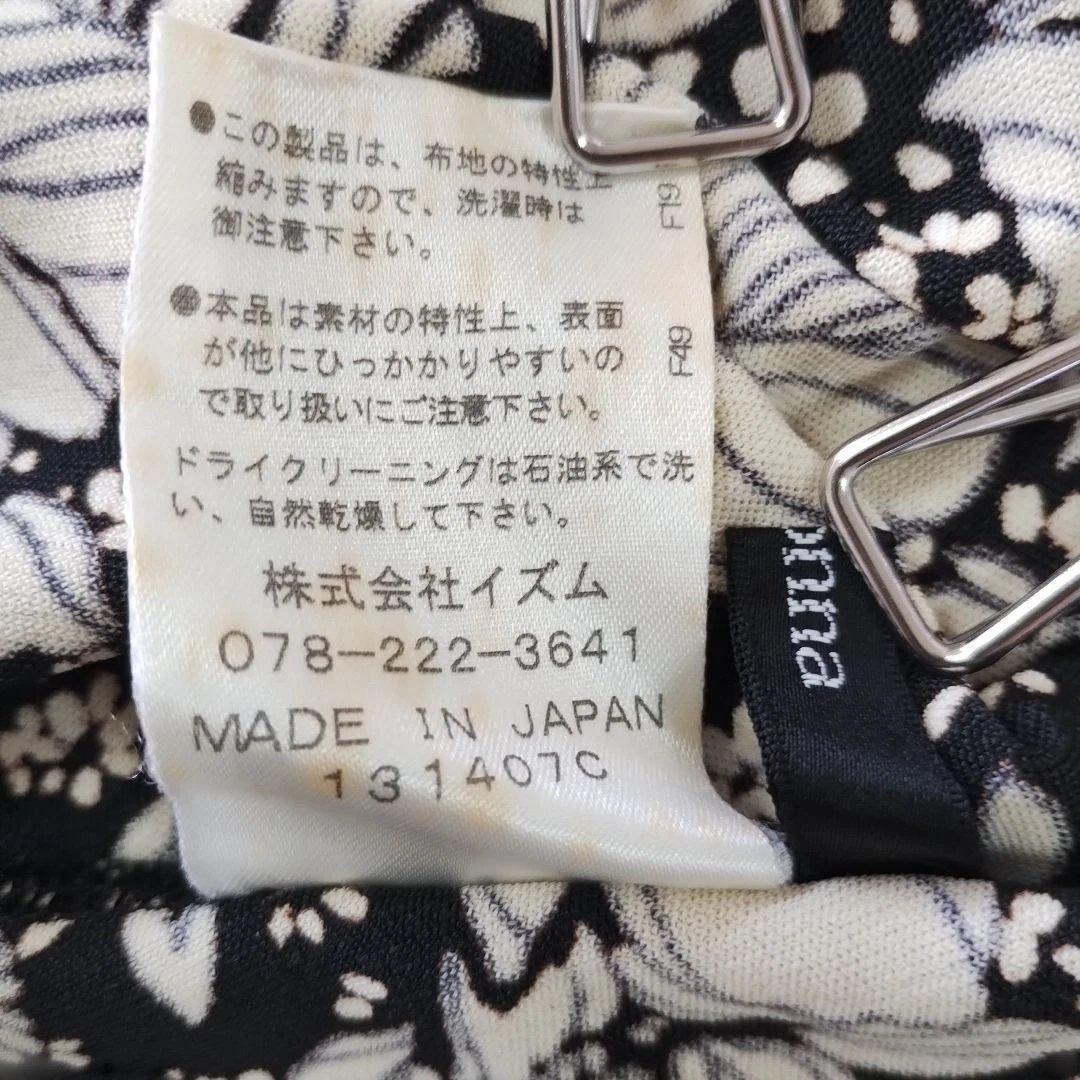 ●この製品は、布地の特性上
縮みますので、洗濯時は
御注意下さい。
F19
●本品は素材の特性上、表面
が他にひっかかりやすいの
で取り扱いにご注意下さい。
F49
ドライクリーニングは石油系で洗
い、自然乾燥して下さい。
株式会社イズム
078-222-3641
MADE IN JAPAN
131407C